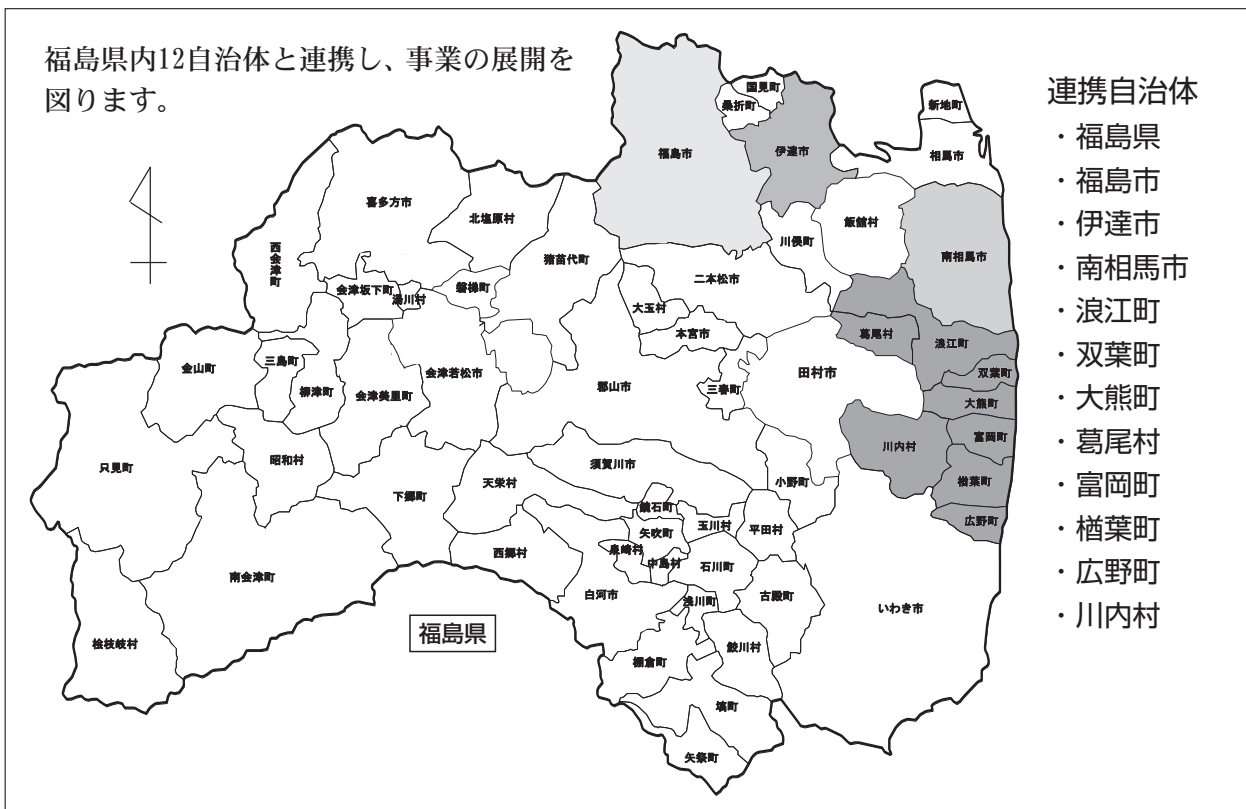 福島県内12自治体と連携し、事業の展開を
図ります。
連携自治体
・福島県
・福島市
・伊達市
・南相馬市
・浪江町
・双葉町
・大熊町
・葛尾村
・富岡町
・楢葉町
・広野町
・川内村
国見町
桑折町
新地町
福島市
伊達市
相馬市
喜多方市
北塩原村
川俣町
飯舘村
西会津町
猪苗代町
南相馬市
二本松市
会津坂下町
湯川村
磐梯町
大玉村
本宮市
葛尾村
浪江町
金山町
三島町
柳津町
会津美里町
会津若松市
郡山市
三春町
田村市
双葉町
大熊町
富岡町
川内村
只見町
昭和村
下郷町
天栄村
須賀川市
小野町
楢葉町
広野町
鏡石町
矢吹町
玉川村
平田村
泉崎村
中島村
石川町
西郷村
南会津町
白河市
浅川町
古殿町
いわき市
福島県
檜枝岐村
棚倉町
鮫川村
塙町
矢祭町